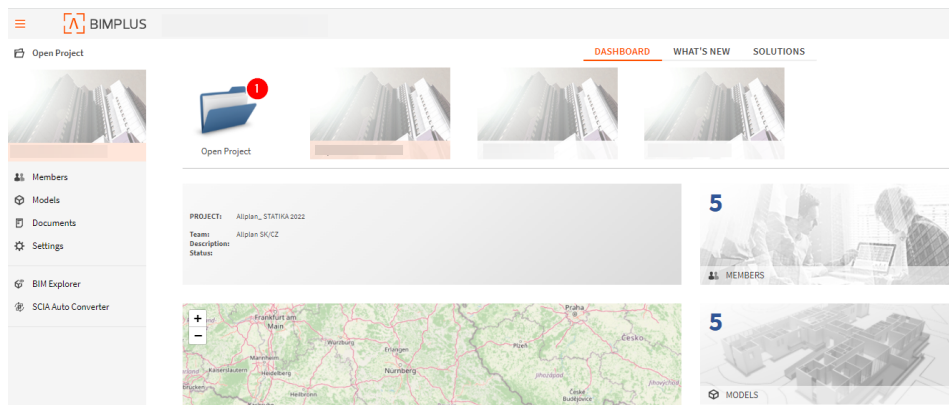 BIMPLUS
Open Project
DASHBOARD WHAT'S NEW SOLUTIONS
1
Open Project
Members
Models
Documents
Settings
BIM Explorer
SCIA Auto Converter
PROJECT: Allplan_ STATIKA 2022
Team: Allplan SK/CZ
Description:
Status:
5
MEMBERS
+
−
Frankfurt am
Main
Praha
Česko
Würzburg
Erlangen
Plzeň
Mannheim
Kaiserslautern
Heidelberg
Nürnberg
Heilbronn
České
Budějovice
5
MODELS